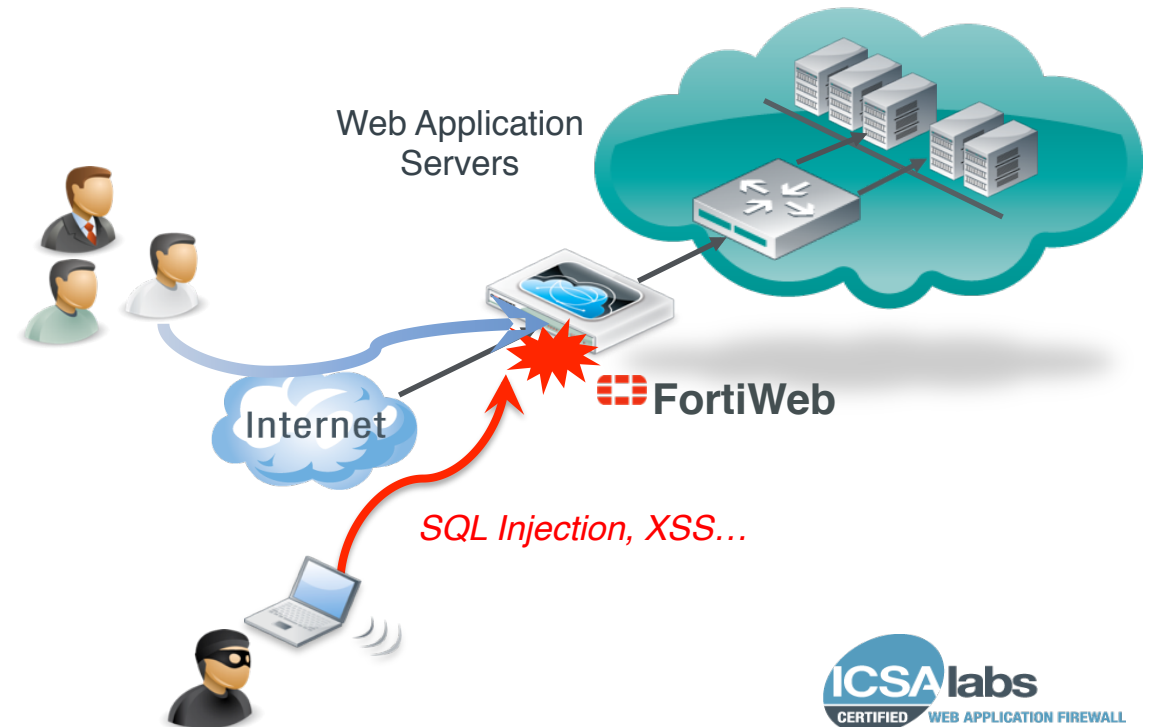 Web Application
Servers
FortiWeb
Internet
SQL Injection, XSS…
ICSA labs
CERTIFIED WEB APPLICATION FIREWALL